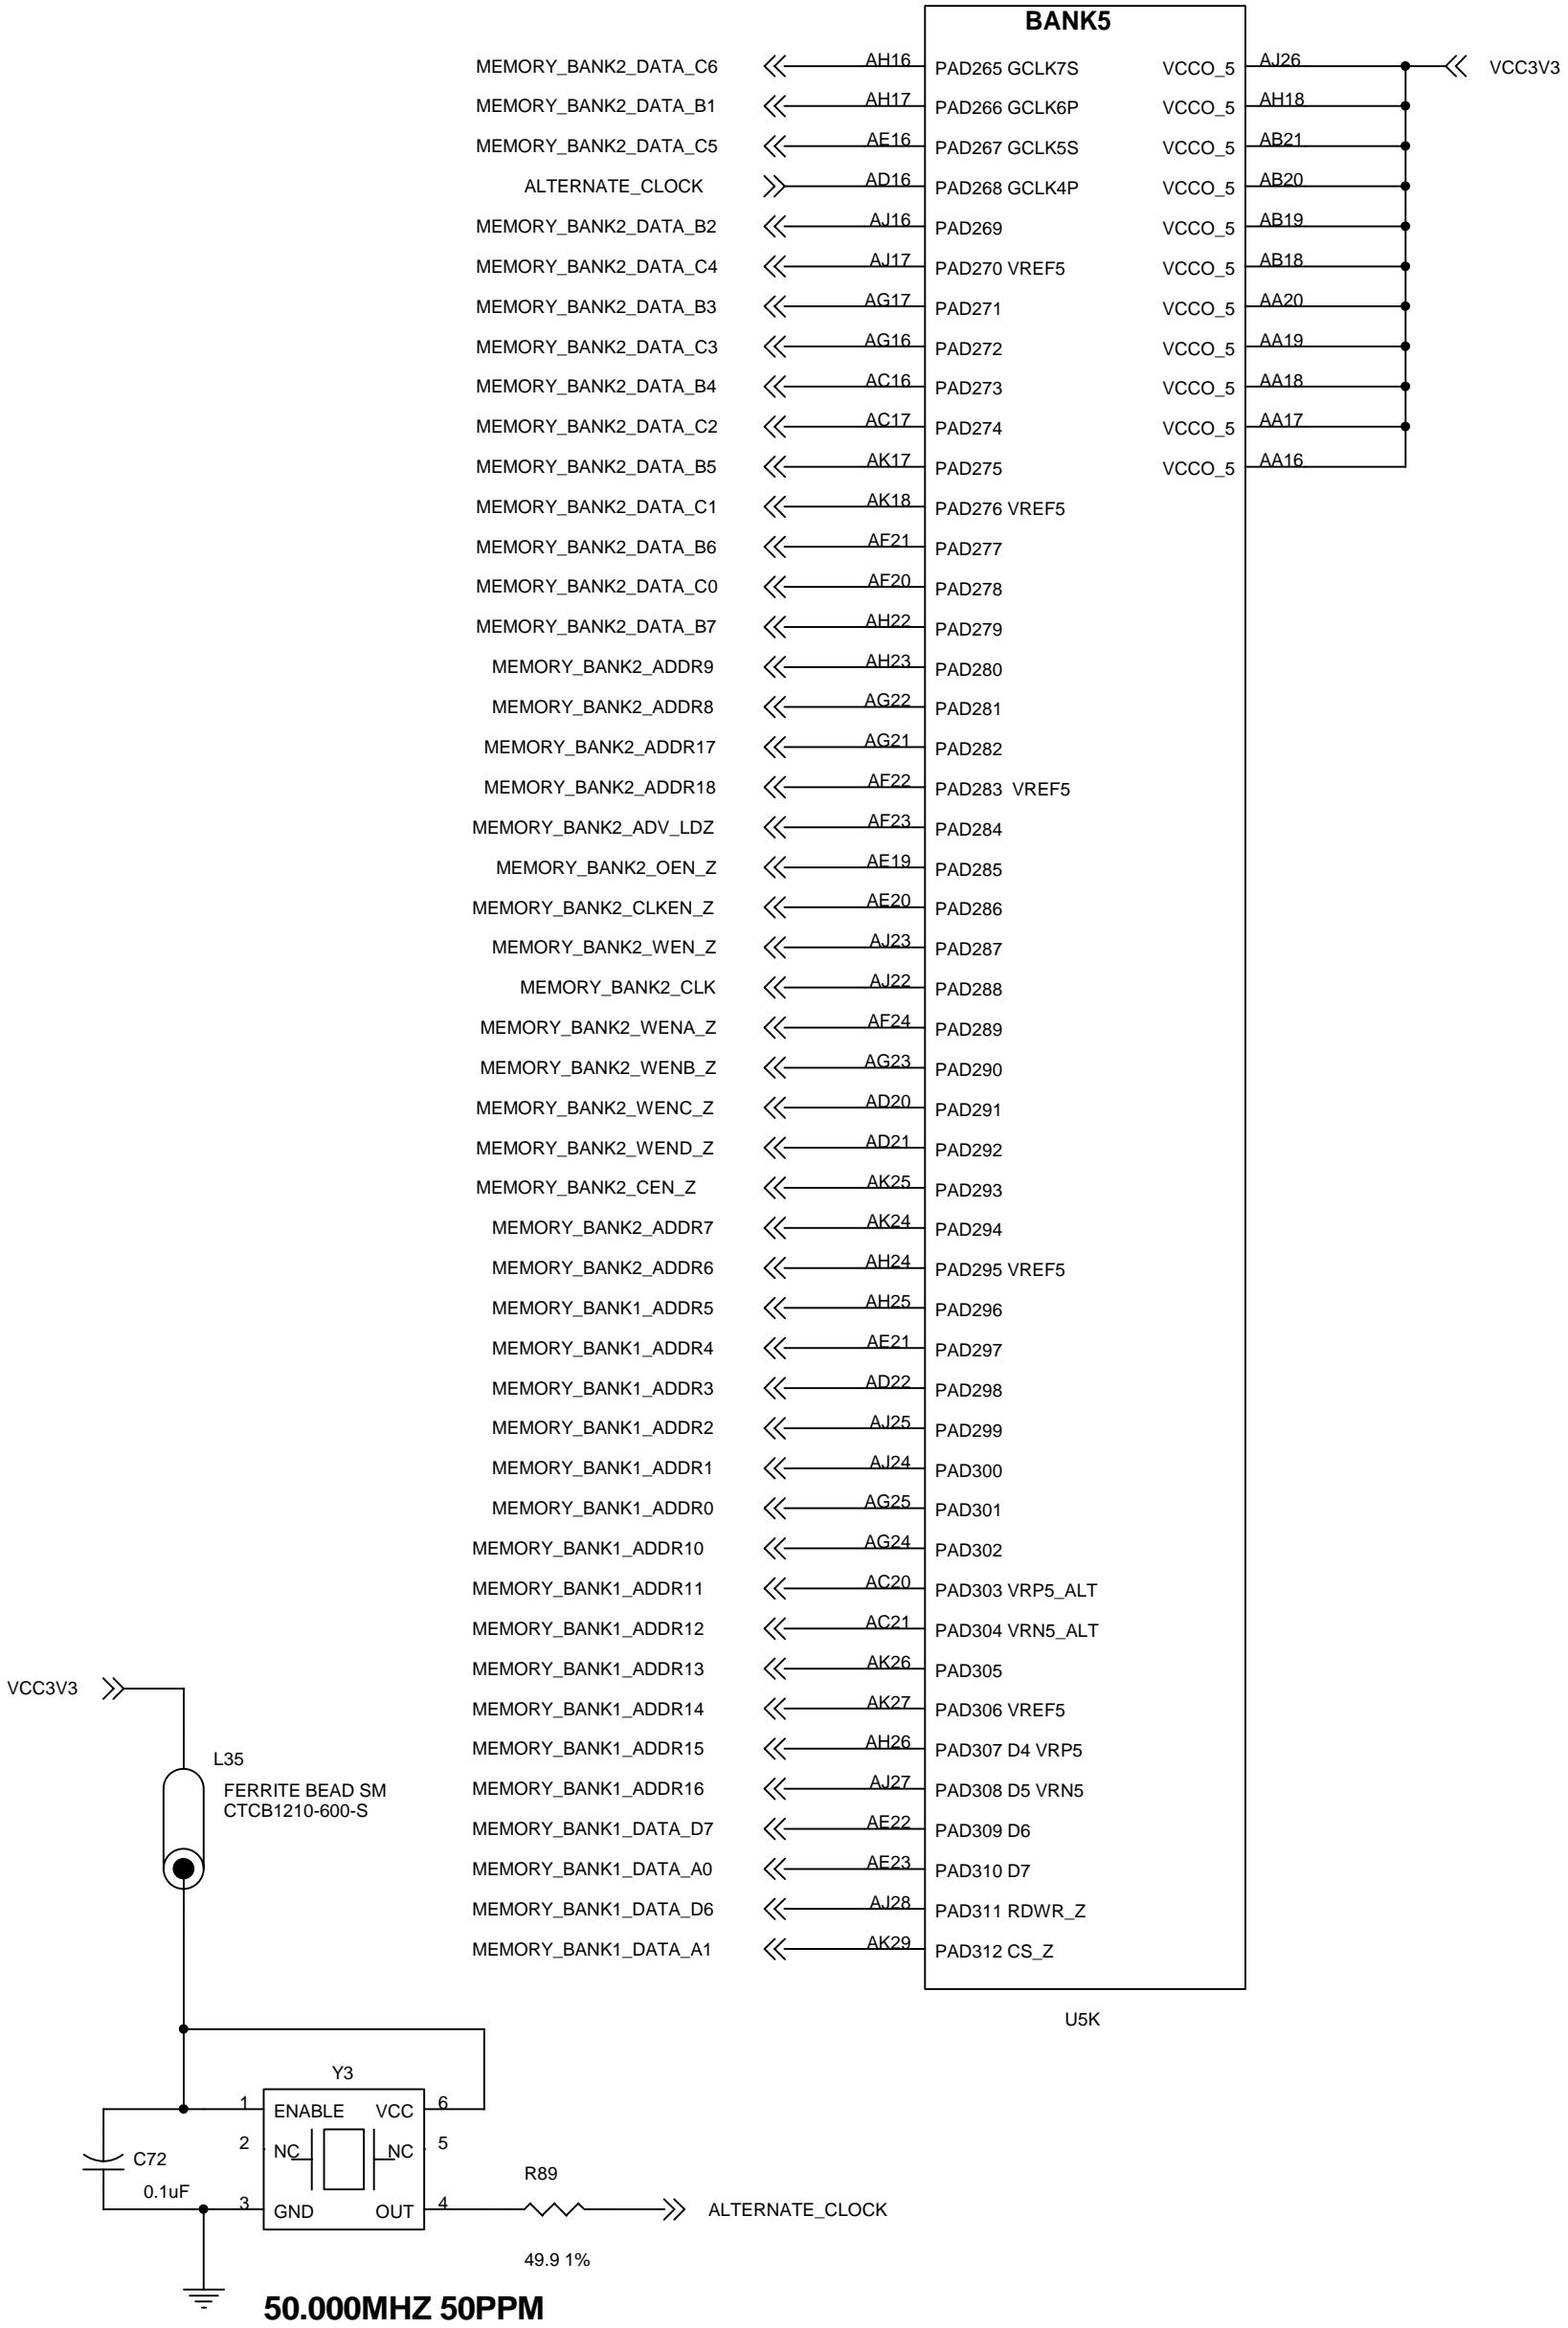 BANK5
MEMORY_BANK2_DATA_C6 AH16 PAD265 GCLK7S VCCO_5 AJ26 VCC3V3
MEMORY_BANK2_DATA_B1 AH17 PAD266 GCLK6P VCCO_5 AH18
MEMORY_BANK2_DATA_C5 AE16 PAD267 GCLK5S VCCO_5 AB21
ALTERNATE_CLOCK AD16 PAD268 GCLK4P VCCO_5 AB20
MEMORY_BANK2_DATA_B2 AJ16 PAD269 VCCO_5 AB19
MEMORY_BANK2_DATA_C4 AJ17 PAD270 VREF5 VCCO_5 AB18
MEMORY_BANK2_DATA_B3 AG17 PAD271 VCCO_5 AA20
MEMORY_BANK2_DATA_C3 AG16 PAD272 VCCO_5 AA19
MEMORY_BANK2_DATA_B4 AC16 PAD273 VCCO_5 AA18
MEMORY_BANK2_DATA_C2 AC17 PAD274 VCCO_5 AA17
MEMORY_BANK2_DATA_B5 AK17 PAD275 VCCO_5 AA16
MEMORY_BANK2_DATA_C1 AK18 PAD276 VREF5
MEMORY_BANK2_DATA_B6 AF21 PAD277
MEMORY_BANK2_DATA_C0 AF20 PAD278
MEMORY_BANK2_DATA_B7 AH22 PAD279
MEMORY_BANK2_ADDR9 AH23 PAD280
MEMORY_BANK2_ADDR8 AG22 PAD281
MEMORY_BANK2_ADDR17 AG21 PAD282
MEMORY_BANK2_ADDR18 AF22 PAD283 VREF5
MEMORY_BANK2_ADV_LDZ AF23 PAD284
MEMORY_BANK2_OEN_Z AE19 PAD285
MEMORY_BANK2_CLKEN_Z AE20 PAD286
MEMORY_BANK2_WEN_Z AJ23 PAD287
MEMORY_BANK2_CLK AJ22 PAD288
MEMORY_BANK2_WENA_Z AF24 PAD289
MEMORY_BANK2_WENB_Z AG23 PAD290
MEMORY_BANK2_WENC_Z AD20 PAD291
MEMORY_BANK2_WEND_Z AD21 PAD292
MEMORY_BANK2_CEN_Z AK25 PAD293
MEMORY_BANK2_ADDR7 AK24 PAD294
MEMORY_BANK2_ADDR6 AH24 PAD295 VREF5
MEMORY_BANK1_ADDR5 AH25 PAD296
MEMORY_BANK1_ADDR4 AE21 PAD297
MEMORY_BANK1_ADDR3 AD22 PAD298
MEMORY_BANK1_ADDR2 AJ25 PAD299
MEMORY_BANK1_ADDR1 AJ24 PAD300
MEMORY_BANK1_ADDR0 AG25 PAD301
MEMORY_BANK1_ADDR10 AG24 PAD302
MEMORY_BANK1_ADDR11 AC20 PAD303 VRP5_ALT
MEMORY_BANK1_ADDR12 AC21 PAD304 VRN5_ALT
MEMORY_BANK1_ADDR13 AK26 PAD305
MEMORY_BANK1_ADDR14 AK27 PAD306 VREF5
MEMORY_BANK1_ADDR15 AH26 PAD307 D4 VRP5
MEMORY_BANK1_ADDR16 AJ27 PAD308 D5 VRN5
MEMORY_BANK1_DATA_D7 AE22 PAD309 D6
MEMORY_BANK1_DATA_A0 AE23 PAD310 D7
MEMORY_BANK1_DATA_D6 AJ28 PAD311 RDWR_Z
MEMORY_BANK1_DATA_A1 AK29 PAD312 CS_Z
U5K
VCC3V3
L35
FERRITE BEAD SM
CTCB1210-600-S
Y3
1 ENABLE VCC 6
2 NC NC 5
C72
0.1uF
3 GND OUT 4
R89
ALTERNATE_CLOCK
49.9 1%
50.000MHZ 50PPM